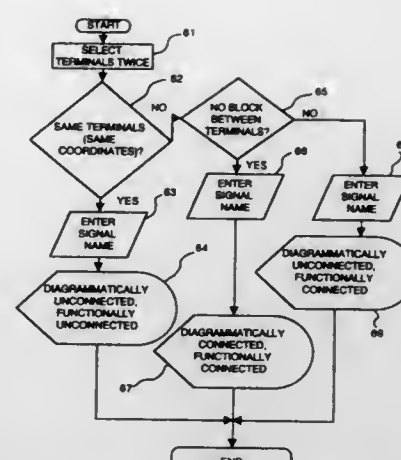 START
61
SELECT
TERMINALS TWICE
62
SAME TERMINALS
(SAME
COORDINATES)?
NO
65
NO BLOCK
BETWEEN
TERMINALS?
NO
YES
63
ENTER
SIGNAL
NAME
YES
66
ENTER
SIGNAL
NAME
ENTER
SIGNAL
NAME
64
DIAGRAMMATICALLY
UNCONNECTED,
FUNCTIONALLY
UNCONNECTED
67
DIAGRAMMATICALLY
CONNECTED,
FUNCTIONALLY
CONNECTED
DIAGRAMMATICALLY
UNCONNECTED,
FUNCTIONALLY
CONNECTED
END